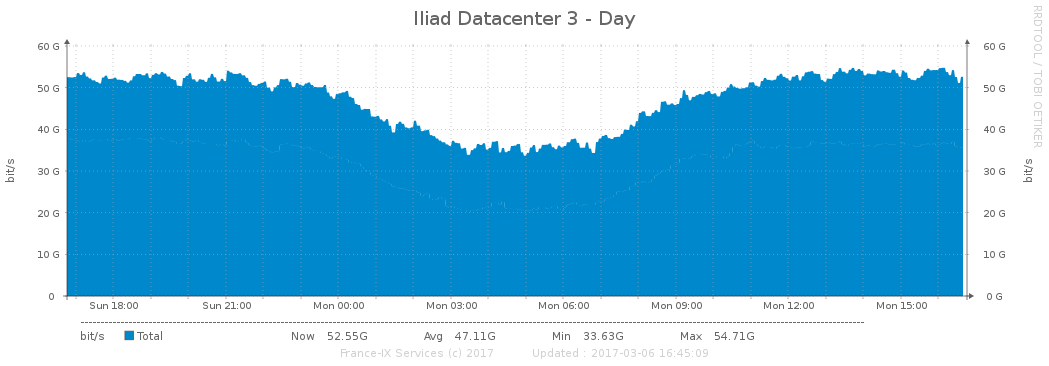 Iliad Datacenter 3 - Day
RRDTOOL / TOBI OETIKER
60 G 60 G
50 G 50 G
40 G 40 G
30 G 30 G
20 G 20 G
10 G 10 G
0 0 G
bit/s bit/s
Sun 18:00 Sun 21:00 Mon 00:00 Mon 03:00 Mon 06:00 Mon 09:00 Mon 12:00 Mon 15:00
bit/s Total Now 52.55G Avg 47.11G Min 33.63G Max 54.71G
France-IX Services (c) 2017 Updated : 2017-03-06 16:45:09